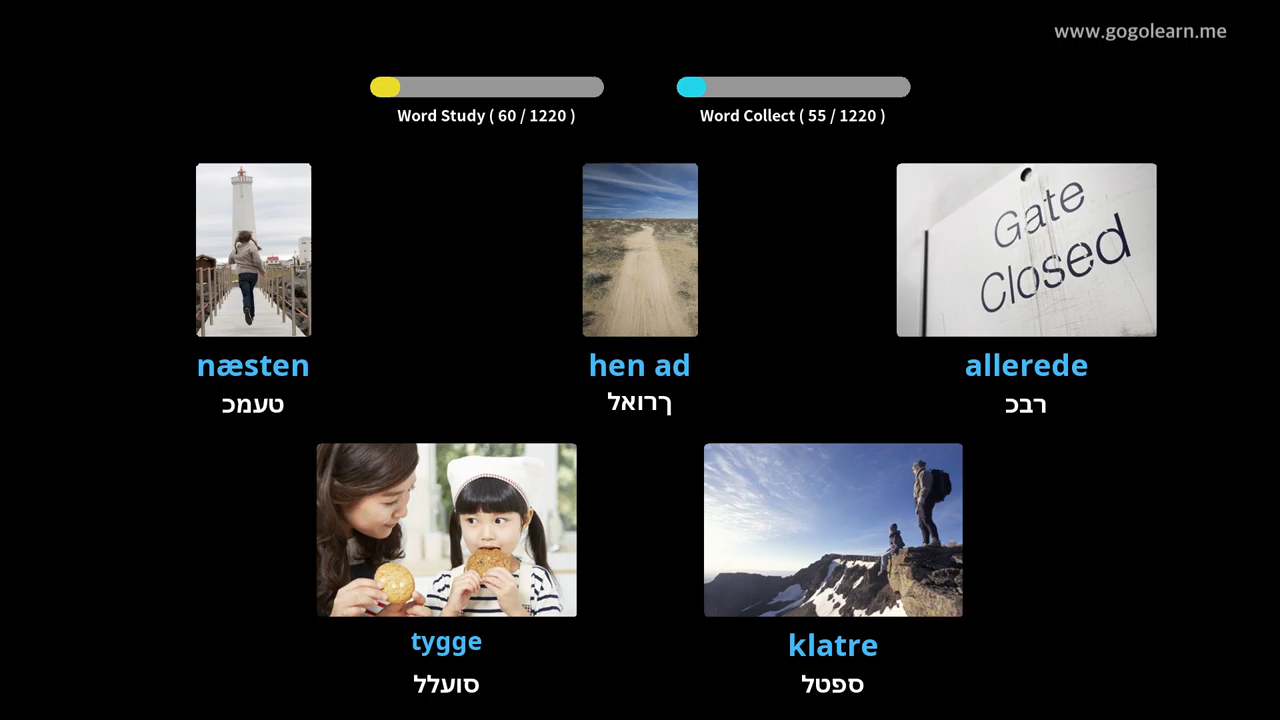 www.gogolearn.me
Word Study ( 60 / 1220 )
Word Collect ( 55 / 1220 )
Gate
Closed
næsten
טעמכ
hen ad
ךרואל
allerede
רבכ
tygge
סועלל
klatre
ספטל